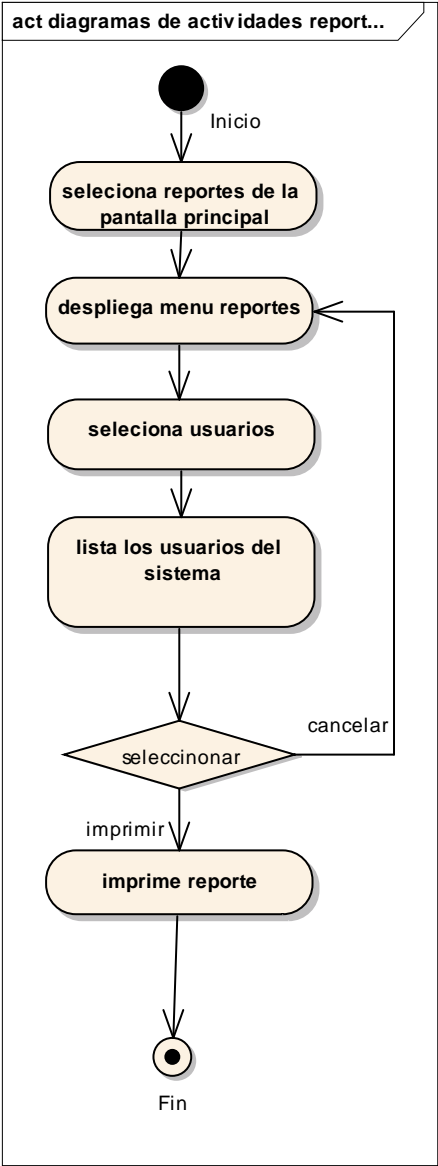 act diagramas de actividades report...
Inicio
seleciona reportes de la
pantalla principal
despliega menu reportes
seleciona usuarios
lista los usuarios del
sistema
cancelar
seleccinonar
imprimir
imprime reporte
Fin